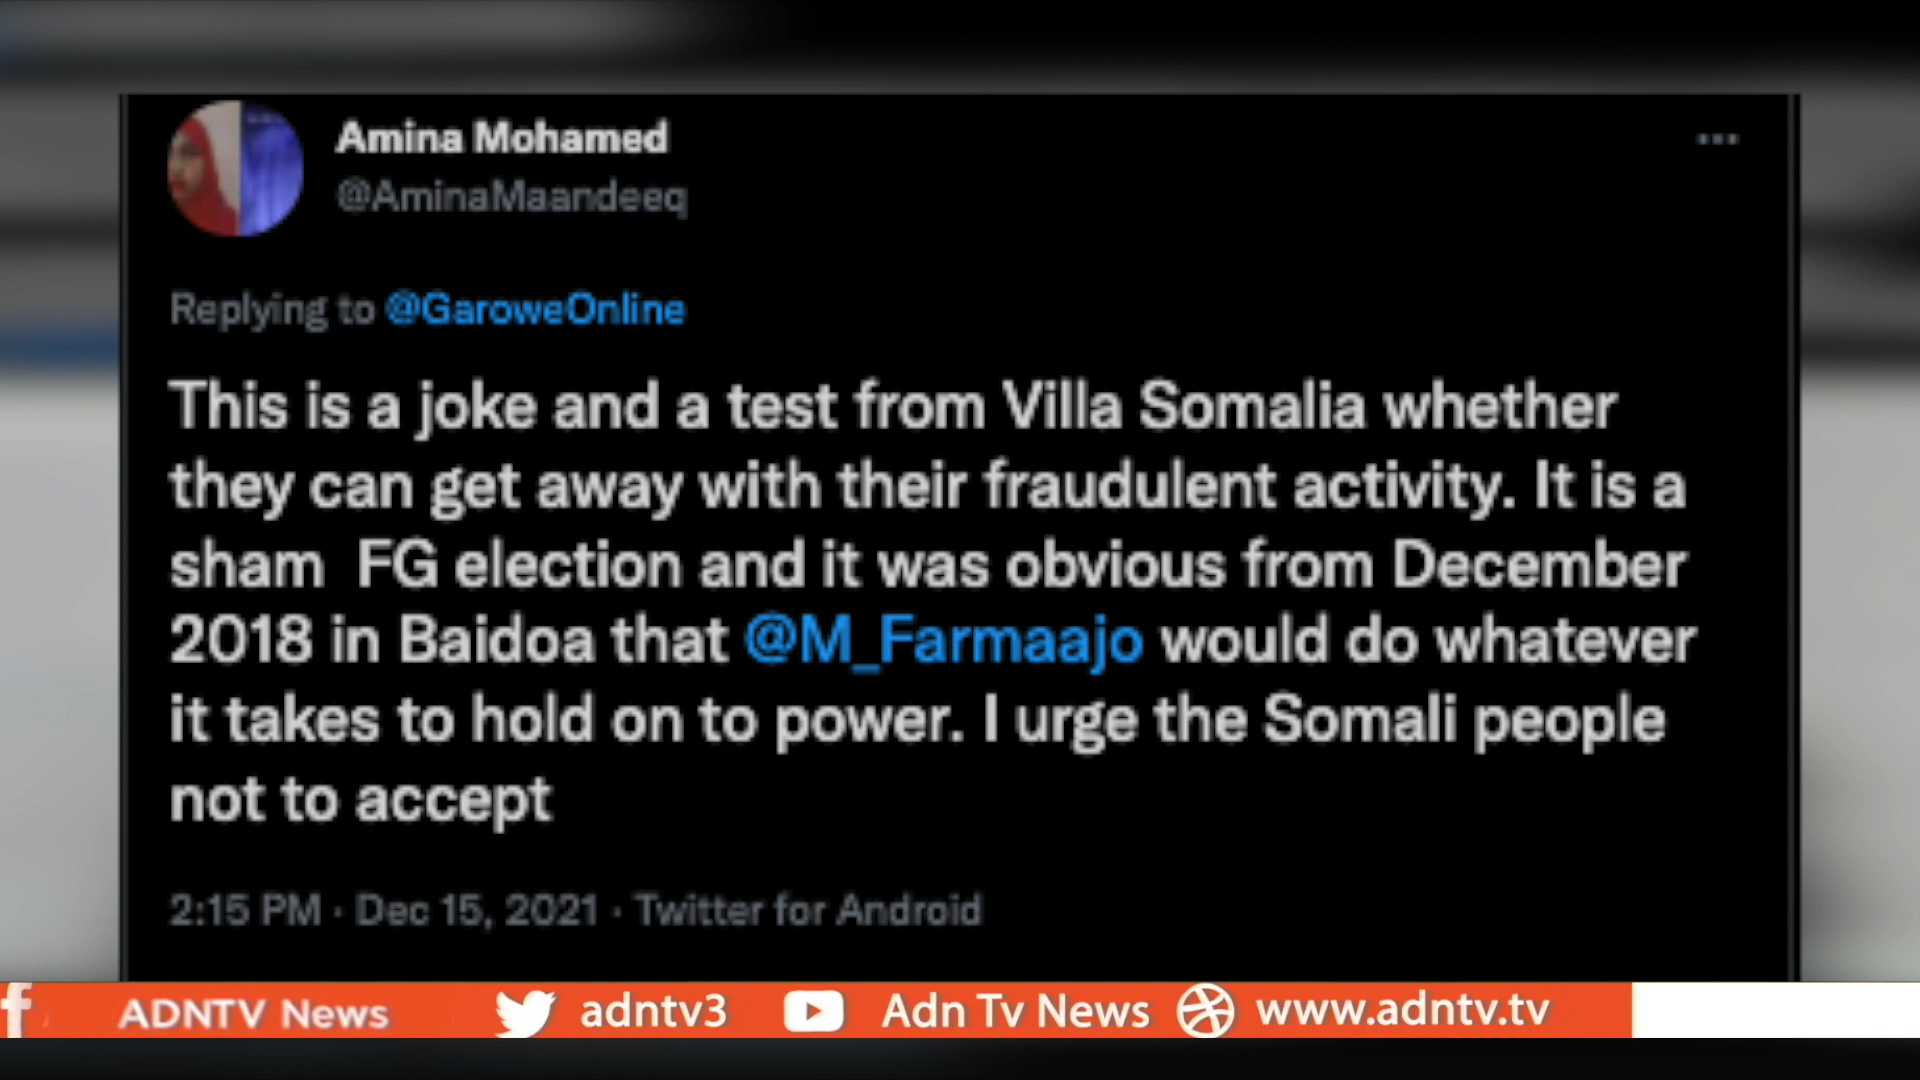 Amina Mohamed
@AminaMaandeeq
Replying to @GaroweOnline
This is a joke and a test from Villa Somalia whether
they can get away with their fraudulent activity. It is a
sham  FG election and it was obvious from December
2018 in Baidoa that @M_Farmaajo would do whatever
it takes to hold on to power. I urge the Somali people
not to accept
2:15 PM · Dec 15, 2021 · Twitter for Android
ADNTV News adntv3 Adn Tv News www.adntv.tv